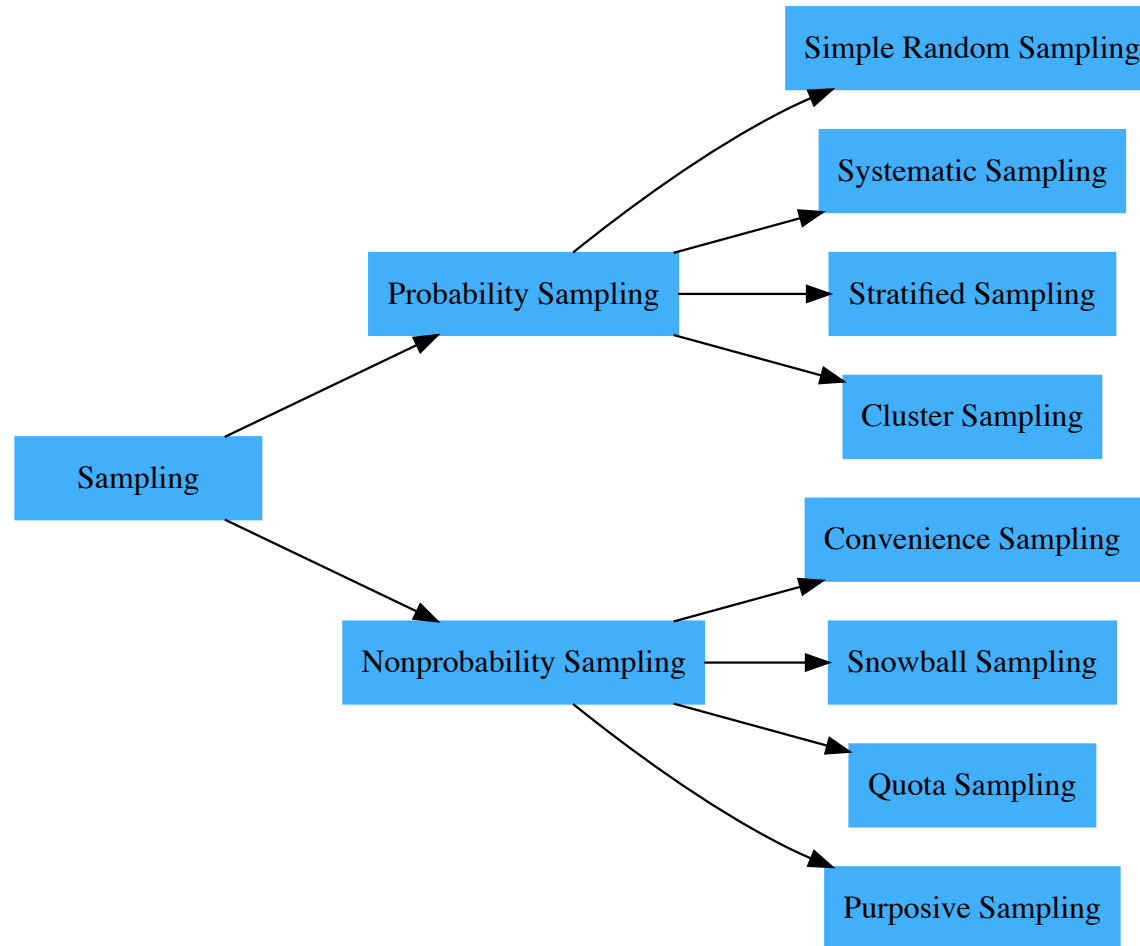 Simple Random Sampling
Systematic Sampling
Probability Sampling
Stratified Sampling
Cluster Sampling
Sampling
Convenience Sampling
Nonprobability Sampling
Snowball Sampling
Quota Sampling
Purposive Sampling